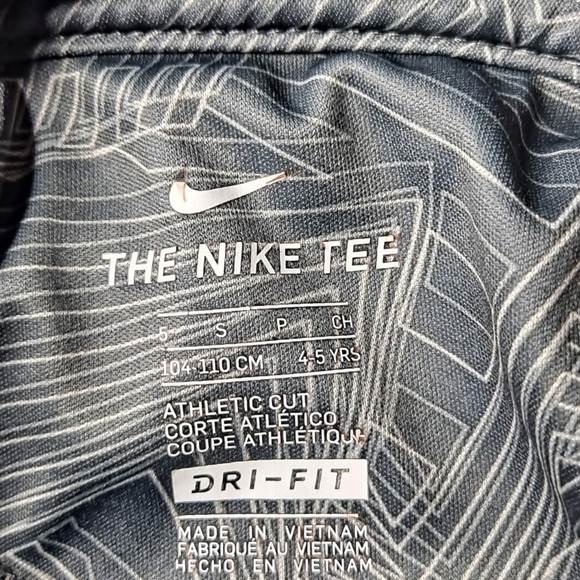 THE NIKE TEE
5 S P CH
104-110 CM 4-5 YRS
ATHLETIC CUT
CORTE ATLÉTICO
COUPE ATHLÉTIQUE
DRI-FIT
MADE IN VIETNAM
FABRIQUÉ AU VIETNAM
HECHO EN VIETNAM